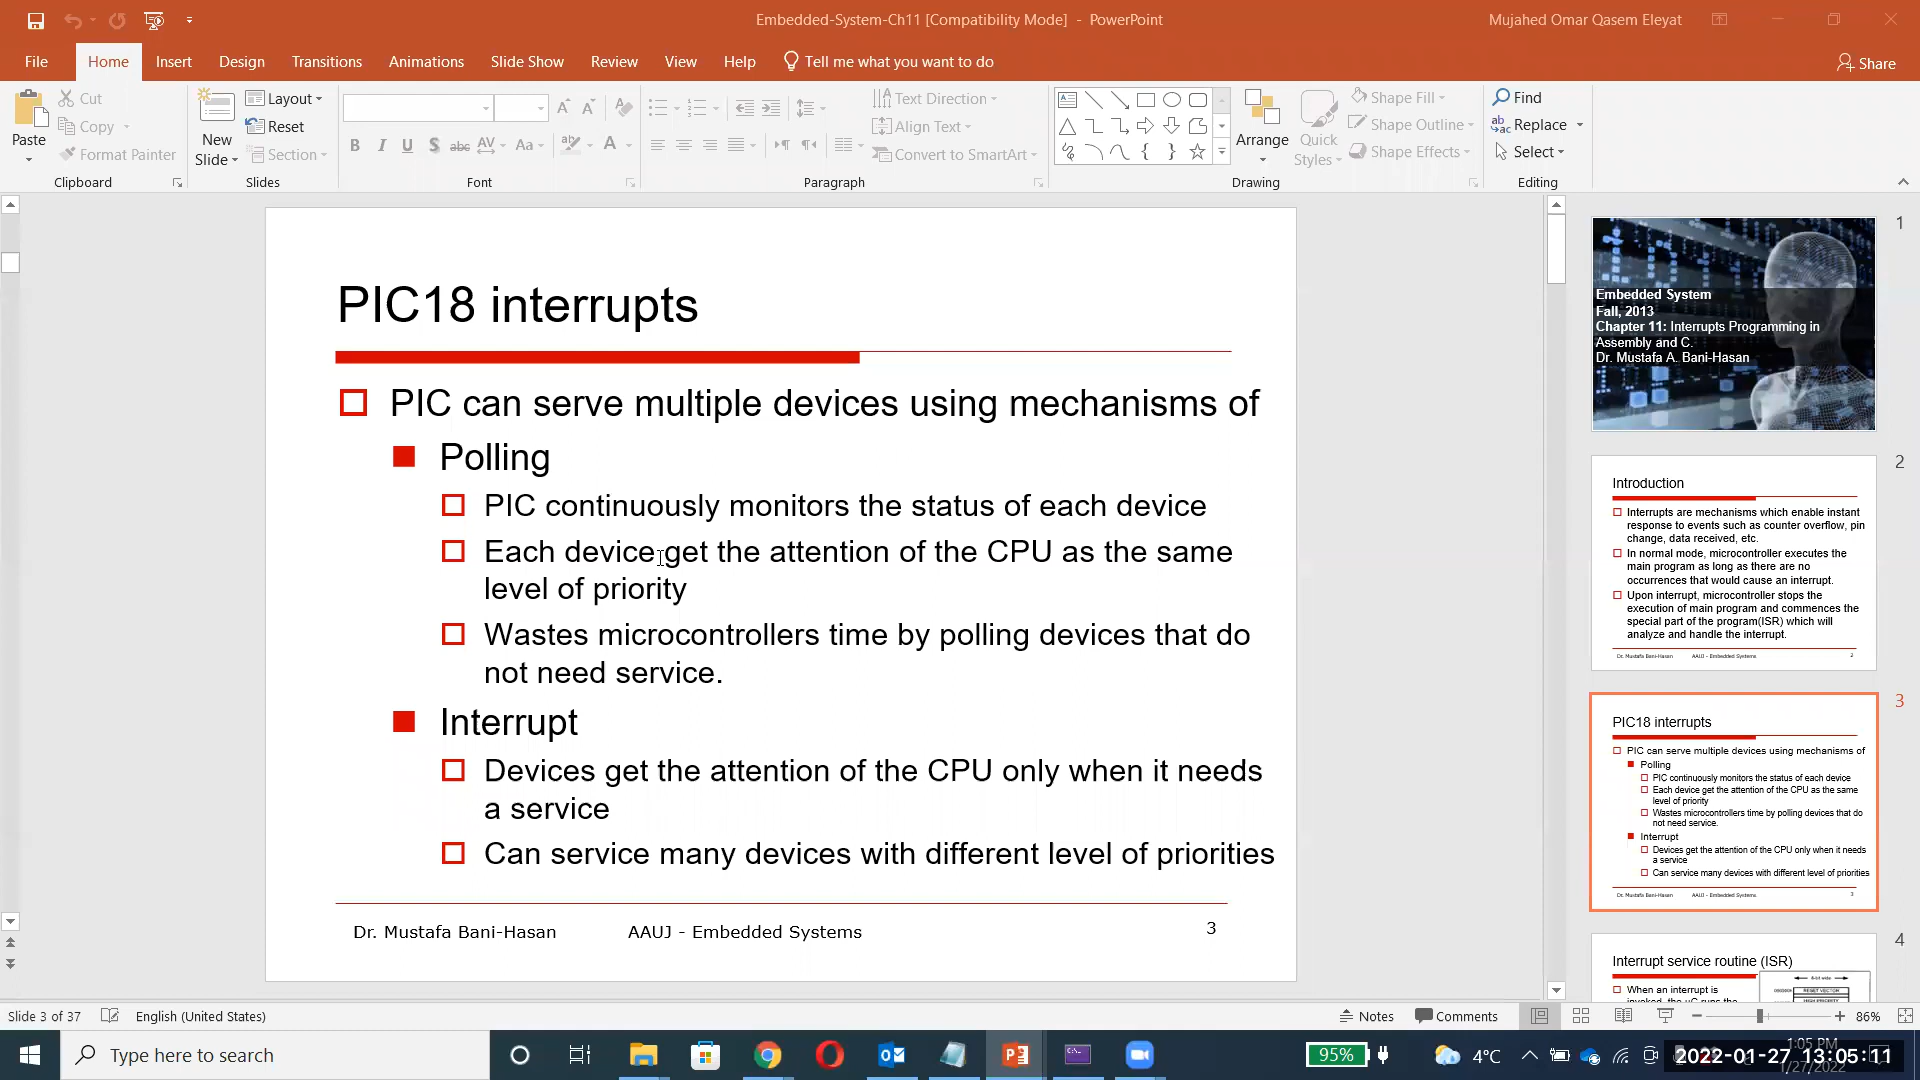 Embedded-System-Ch11 [Compatibility Mode] - PowerPoint
Mujahed Omar Qasem Eleyat
File Home Insert Design Transitions Animations Slide Show Review View Help Tell me what you want to do
Share
Paste
Cut
Copy
Format Painter
Clipboard
New
Slide
Layout
Reset
Section
Slides
B I U S abc AV Aa A
Font
Text Direction
Align Text
Convert to SmartArt
Paragraph
Arrange
Quick
Styles
Shape Fill
Shape Outline
Shape Effects
Drawing
Find
Replace
Select
Editing
PIC18 interrupts
PIC can serve multiple devices using mechanisms of
Polling
PIC continuously monitors the status of each device
Each device get the attention of the CPU as the same
level of priority
Wastes microcontrollers time by polling devices that do
not need service.
Interrupt
Devices get the attention of the CPU only when it needs
a service
Can service many devices with different level of priorities
Dr. Mustafa Bani-Hasan AAUJ - Embedded Systems 3
1
Embedded System
Fall, 2013
Chapter 11: Interrupts Programming in
Assembly and C.
Dr. Mustafa A. Bani-Hasan
2
Introduction
Interrupts are mechanisms which enable instant
response to events such as counter overflow, pin
change, data received, etc.
In normal mode, microcontroller executes the
main program as long as there are no
occurrences that would cause an interrupt.
Upon interrupt, microcontroller stops the
execution of main program and commences the
special part of the program(ISR) which will
analyze and handle the interrupt.
Dr. Mustafa Bani-Hasan AAUJ - Embedded Systems 2
3
PIC18 interrupts
PIC can serve multiple devices using mechanisms of
Polling
PIC continuously monitors the status of each device
Each device get the attention of the CPU as the same
level of priority
Wastes microcontrollers time by polling devices that do
not need service.
Interrupt
Devices get the attention of the CPU only when it needs
a service
Can service many devices with different level of priorities
Dr. Mustafa Bani-Hasan AAUJ - Embedded Systems 3
4
Interrupt service routine (ISR)
When an interrupt is
RESET VECTOR
Slide 3 of 37 English (United States)
Notes Comments 86%
Type here to search
95%
4°C
1:05 PM
2022-01-27 13:05:11
1/27/2022